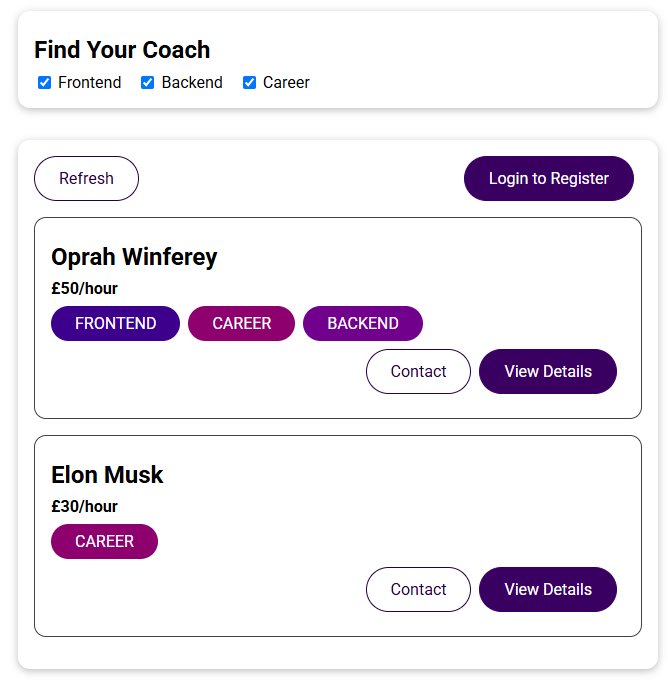 Find Your Coach
Frontend Backend Career
Refresh Login to Register
Oprah Winferey
£50/hour
FRONTEND CAREER BACKEND
Contact View Details
Elon Musk
£30/hour
CAREER
Contact View Details